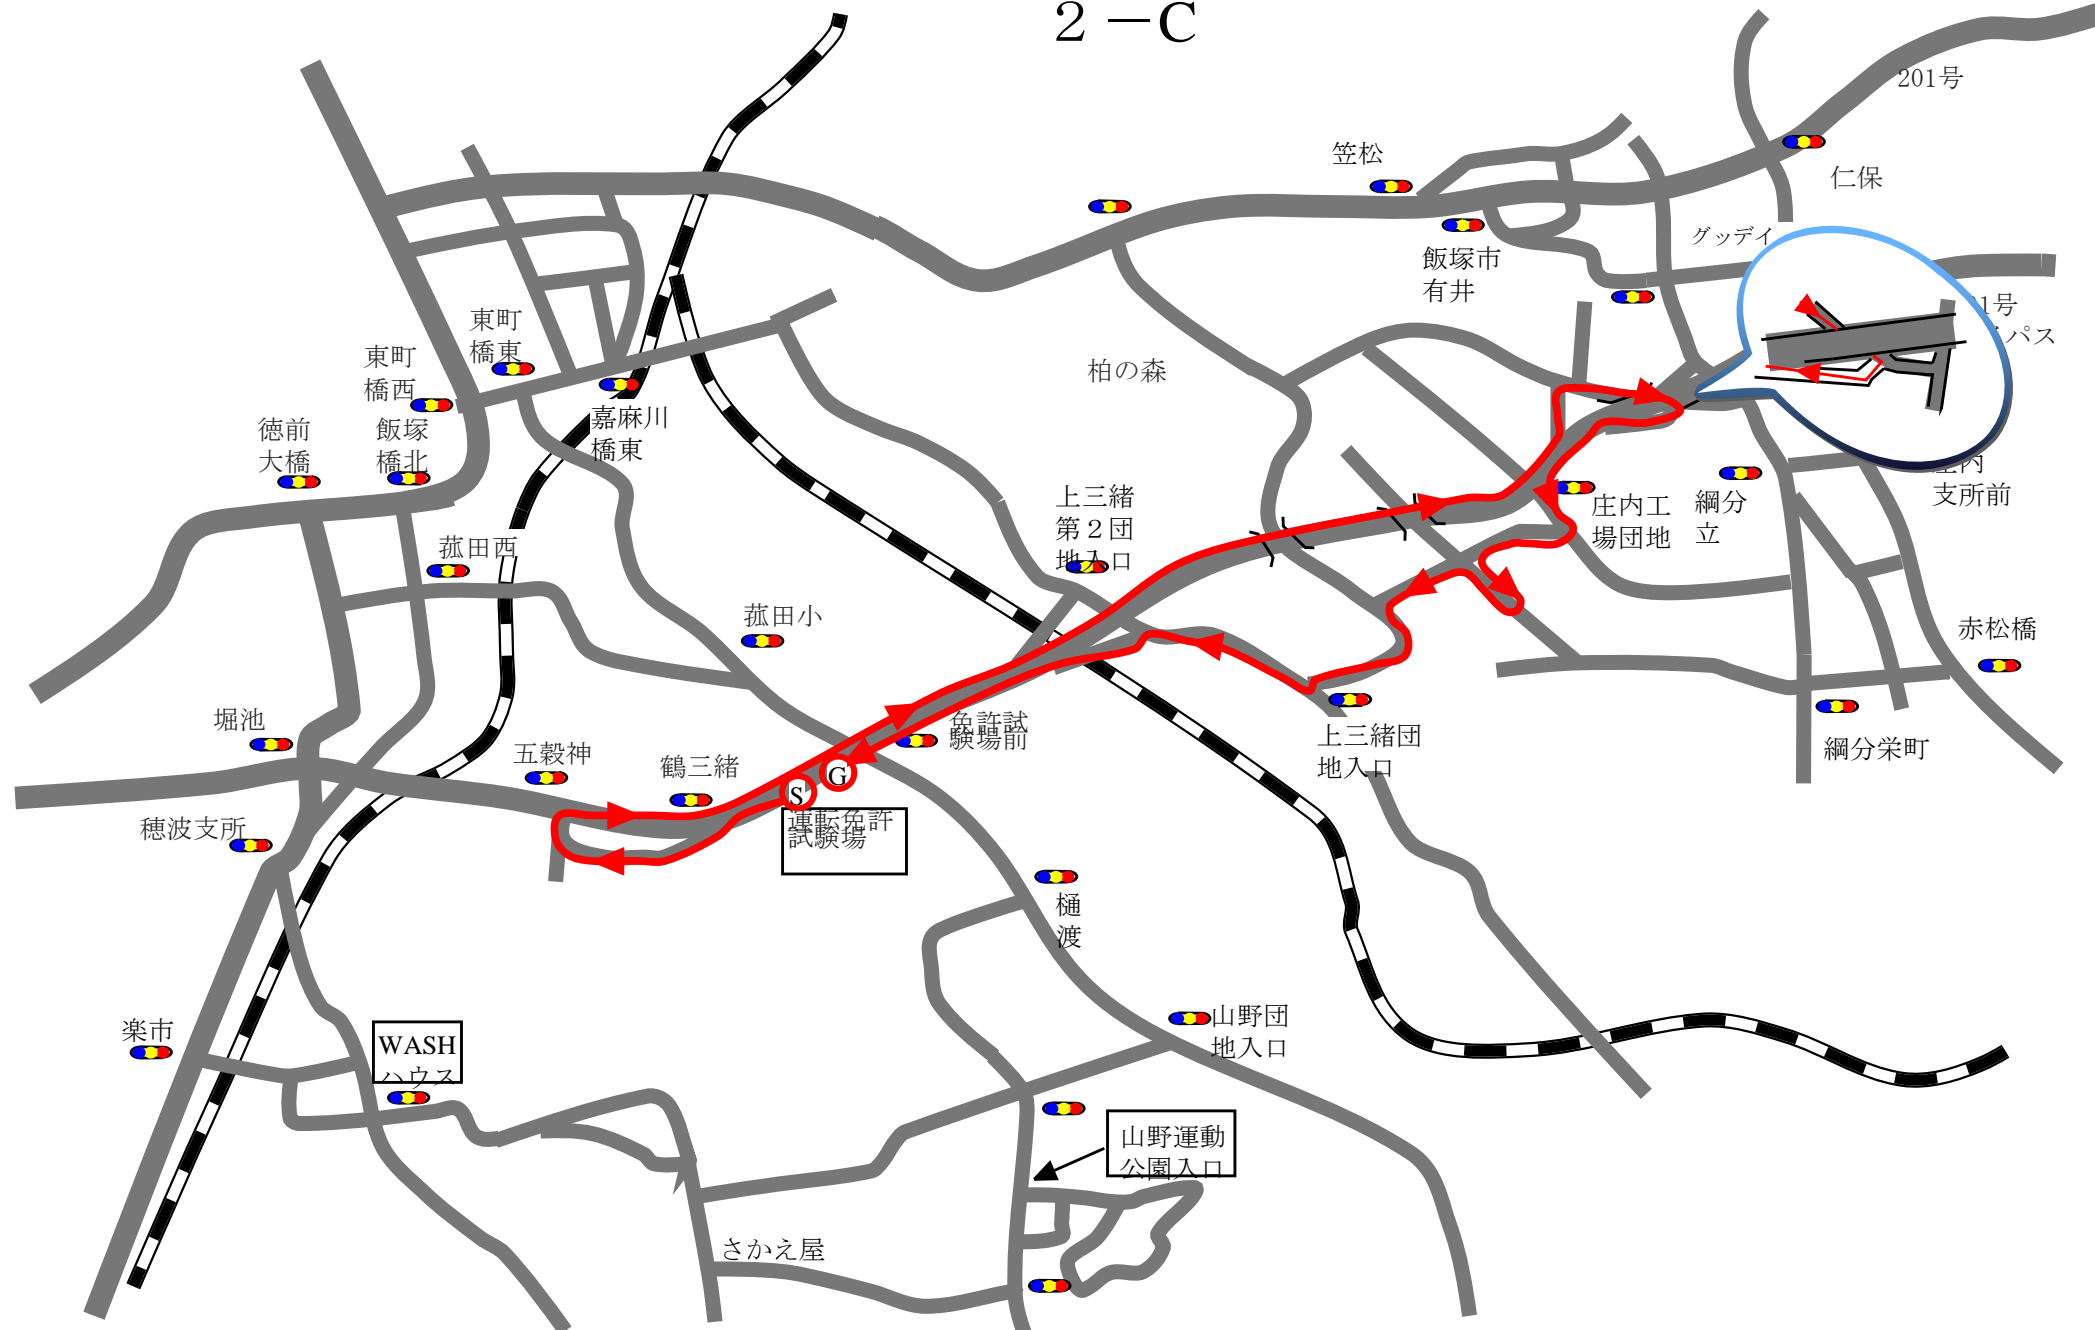 ２－C
201号
笠松
仁保
グッデイ
飯塚市
有井
東町
橋東
東町
橋西
柏の森
徳前
大橋
飯塚
橋北
嘉麻川
橋東
上三緒
第２団
地入口
庄内工
場団地
綱分
立
支所前
菰田西
菰田小
赤松橋
堀池
五穀神
鶴三緒
免許試
験場前
上三緒団
地入口
綱分栄町
穂波支所
S
G
運転免許
試験場
樋
渡
楽市
WASH
ハウス
山野団
地入口
山野運動
公園入口
さかえ屋